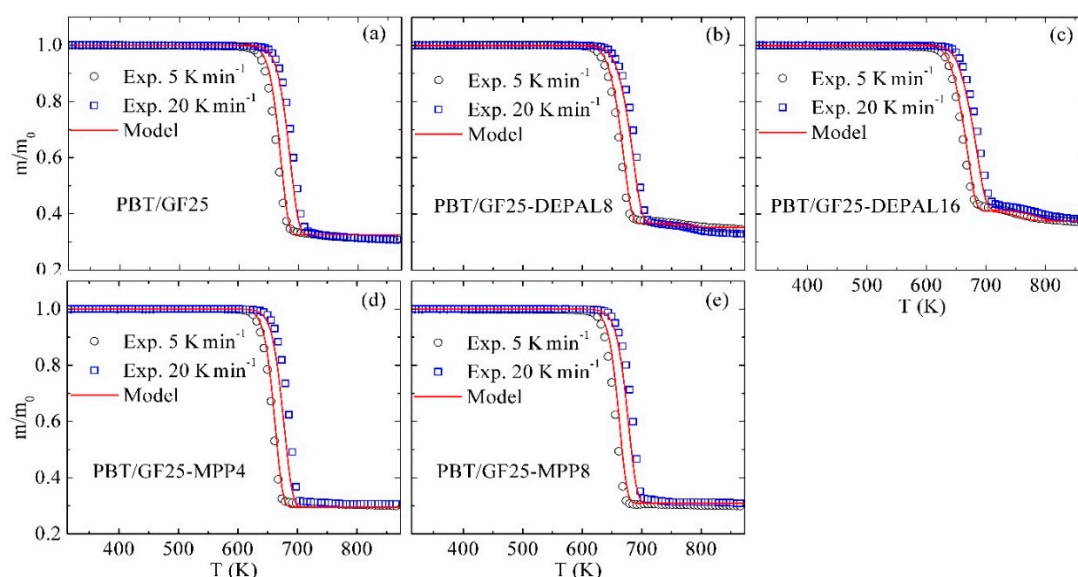 (a)
1.0
Exp. 5 K min⁻¹
0.8
Exp. 20 K min⁻¹
m/m₀
Model
0.6
PBT/GF25
0.4
0.2
(b)
Exp. 5 K min⁻¹
Exp. 20 K min⁻¹
Model
PBT/GF25-DEPAL8
(c)
Exp. 5 K min⁻¹
Exp. 20 K min⁻¹
Model
PBT/GF25-DEPAL16
400 500 600 700 800
T (K)
(d)
1.0
Exp. 5 K min⁻¹
0.8
Exp. 20 K min⁻¹
m/m₀
Model
0.6
PBT/GF25-MPP4
0.4
0.2
400 500 600 700 800
T (K)
(e)
Exp. 5 K min⁻¹
Exp. 20 K min⁻¹
Model
PBT/GF25-MPP8
400 500 600 700 800
T (K)